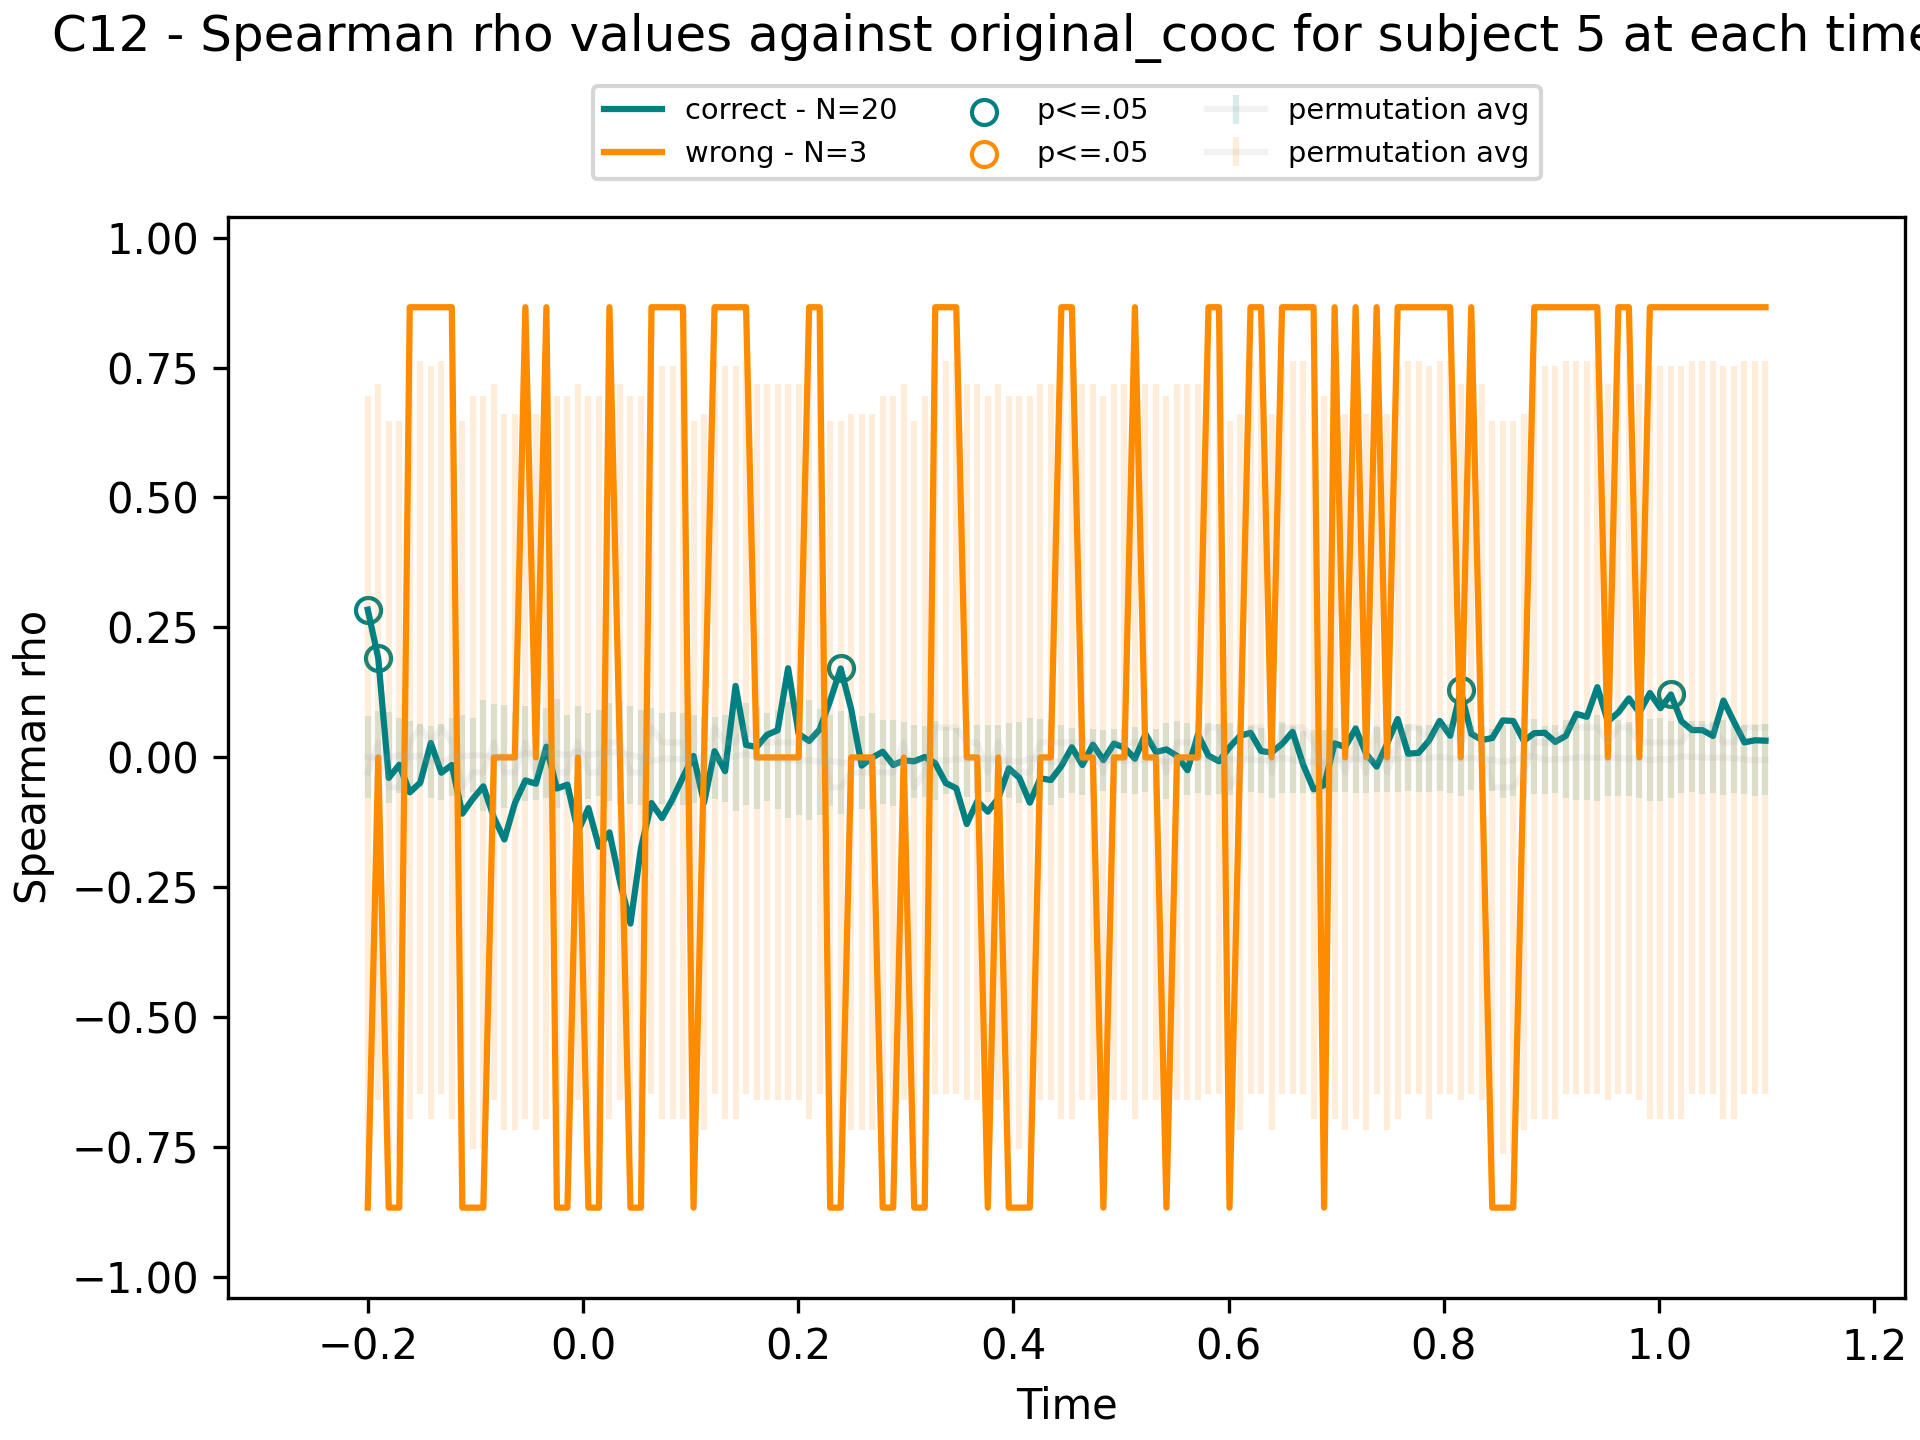 C12 - Spearman rho values against original_cooc for subject 5 at each time
correct - N=20 p<=.05 permutation avg
wrong - N=3 p<=.05 permutation avg
1.00
0.75
0.50
0.25
0.00
−0.25
−0.50
−0.75
−1.00
Spearman rho
−0.2 0.0 0.2 0.4 0.6 0.8 1.0 1.2
Time